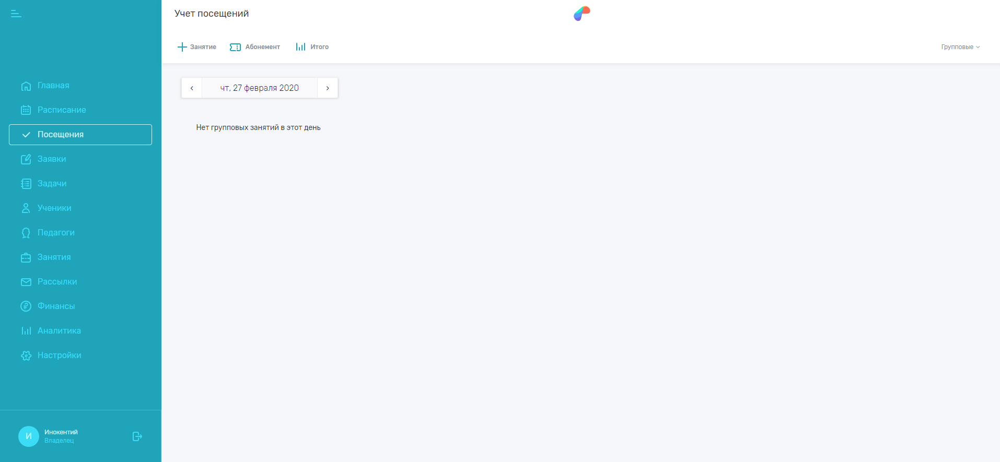 Учет посещений
Занятие
Абонемент
Итого
Групповые
чт, 27 февраля 2020
Нет групповых занятий в этот день
Главная
Расписание
Посещения
Заявки
Задачи
Ученики
Педагоги
Занятия
Рассылки
Финансы
Аналитика
Настройки
И
Инокентий
Владелец